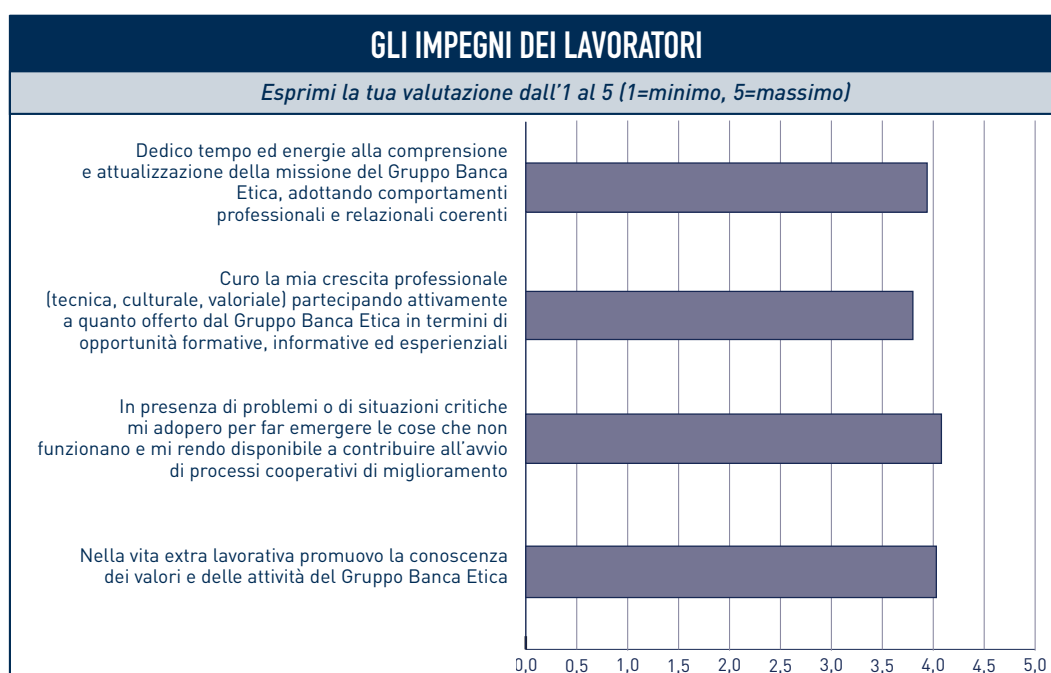 GLI IMPEGNI DEI LAVORATORI
Esprimi la tua valutazione dall'1 al 5 (1=minimo, 5=massimo)
Dedico tempo ed energie alla comprensione
e attualizzazione della missione del Gruppo Banca
Etica, adottando comportamenti
professionali e relazionali coerenti
Curo la mia crescita professionale
(tecnica, culturale, valoriale) partecipando attivamente
a quanto offerto dal Gruppo Banca Etica in termini di
opportunità formative, informative ed esperienziali
In presenza di problemi o di situazioni critiche
mi adopero per far emergere le cose che non
funzionano e mi rendo disponibile a contribuire all'avvio
di processi cooperativi di miglioramento
Nella vita extra lavorativa promuovo la conoscenza
dei valori e delle attività del Gruppo Banca Etica
0,0 0,5 1,0 1,5 2,0 2,5 3,0 3,5 4,0 4,5 5,0